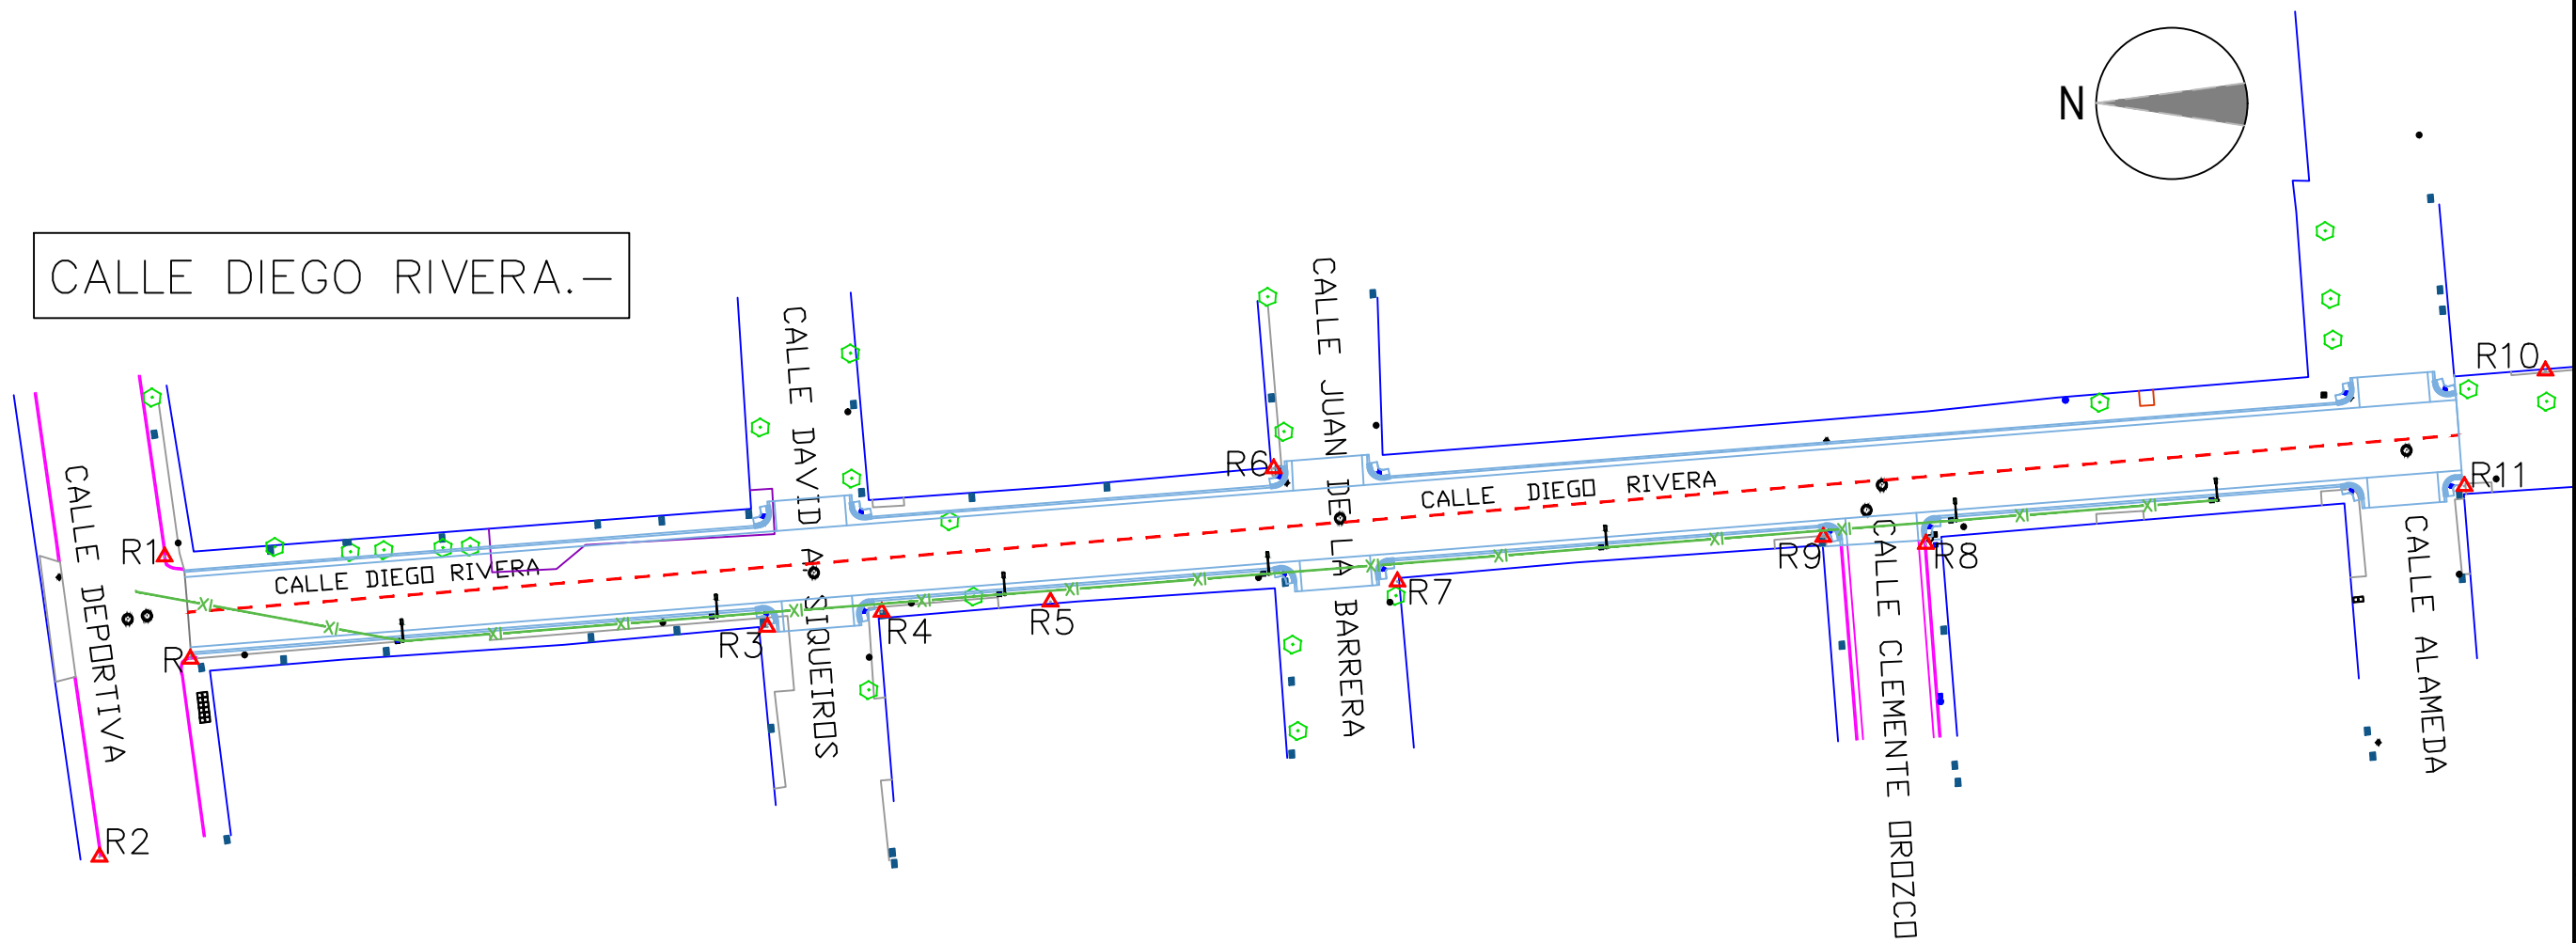 N
CALLE DIEGO RIVERA.—
CALLE DEPORTIVA
CALLE DAVID A. SIQUEIROS
CALLE JUAN DE LA BARRERA
CALLE CLEMENTE OROZCO
CALLE ALAMEDA
CALLE DIEGO RIVERA
CALLE DIEGO RIVERA
R1
R
R2
R3
R4
R5
R6
R7
R9
R8
R10
R11